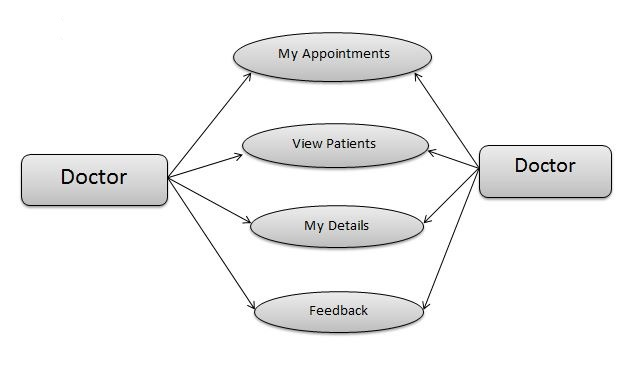 My Appointments
View Patients
Doctor
Doctor
My Details
Feedback